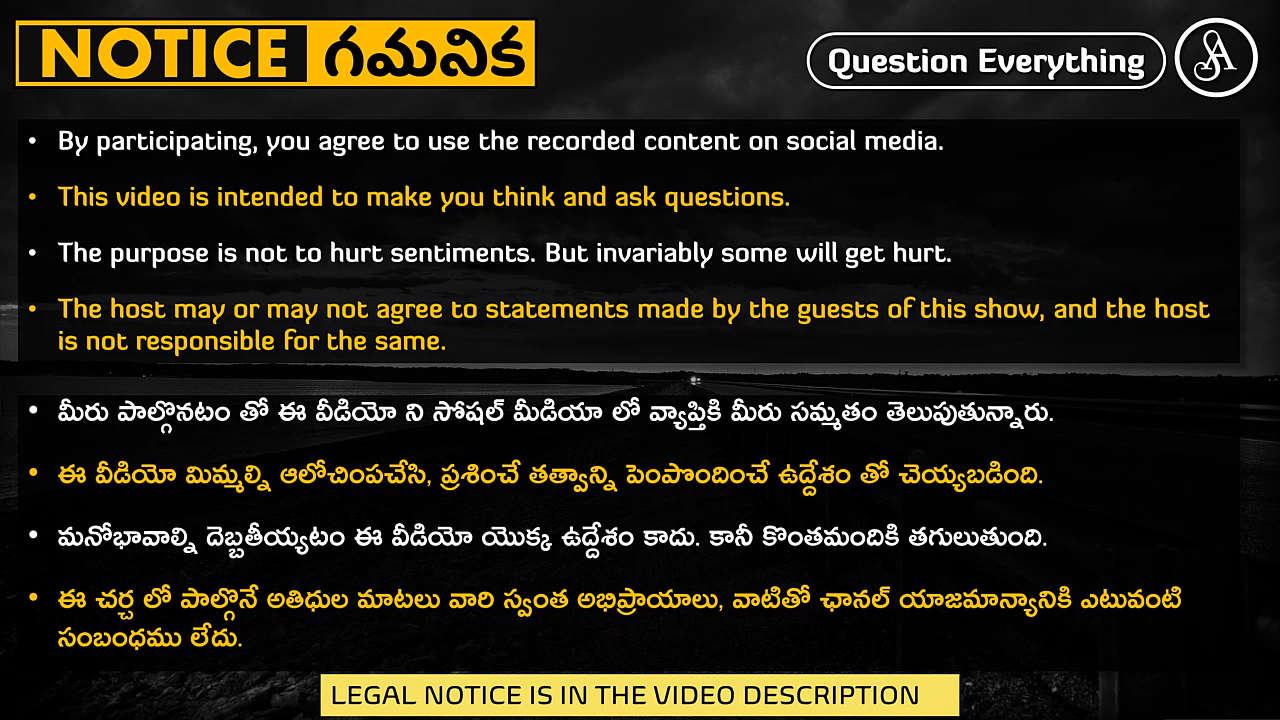 NOTICE గమనిక
Question Everything
SA
• By participating, you agree to use the recorded content on social media.
• This video is intended to make you think and ask questions.
• The purpose is not to hurt sentiments. But invariably some will get hurt.
• The host may or may not agree to statements made by the guests of this show, and the host
is not responsible for the same.
• మీరు పాల్గొనటం తో ఈ వీడియో ని సోషల్ మీడియా లో వ్యాప్తికి మీరు సమ్మతం తెలుపుతున్నారు.
• ఈ వీడియో మిమ్మల్ని ఆలోచింపచేసి, ప్రశించే తత్వాన్ని పెంపొందించే ఉద్దేశం తో చెయ్యబడింది.
• మనోభావాల్ని దెబ్బతీయ్యటం ఈ వీడియో యొక్క ఉద్దేశం కాదు. కానీ కొంతమందికి తగులుతుంది.
• ఈ చర్చ లో పాల్గొనే అతిధుల మాటలు వారి స్వంత అభిప్రాయాలు, వాటితో ఛానల్ యాజమాన్యానికి ఎటువంటి
సంబంధము లేదు.
LEGAL NOTICE IS IN THE VIDEO DESCRIPTION